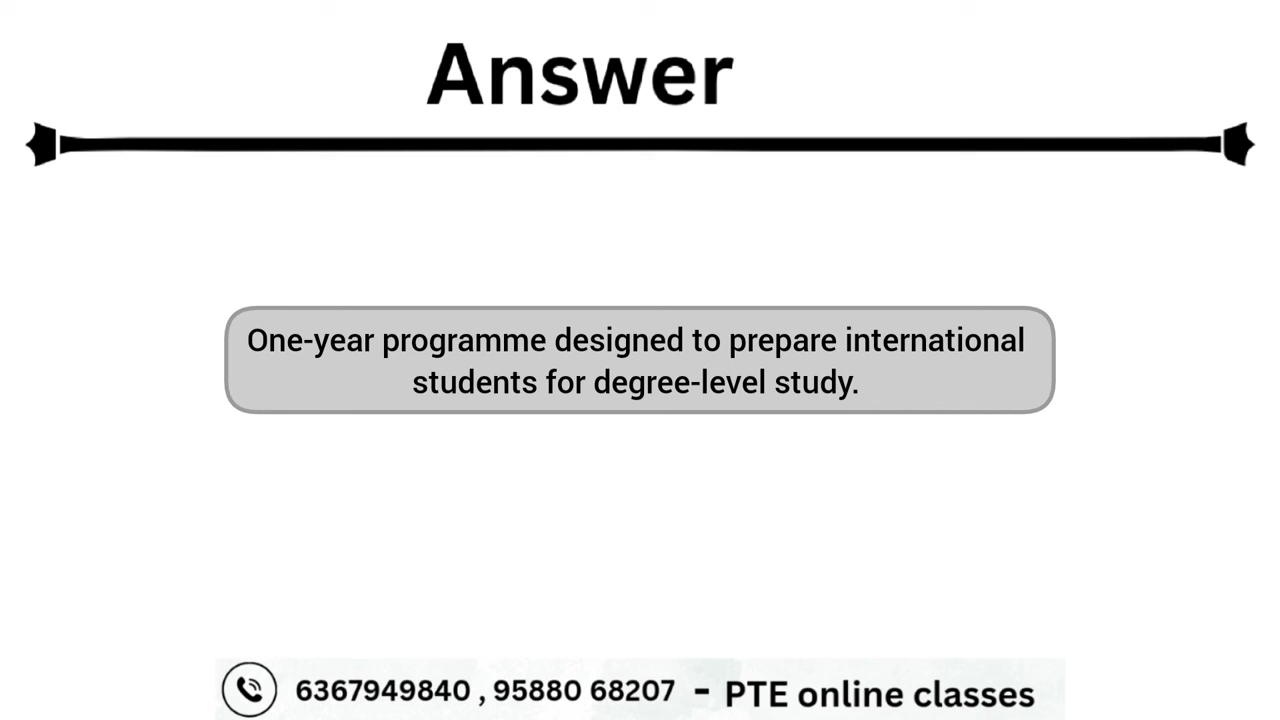 Answer
One-year programme designed to prepare international
students for degree-level study.
6367949840 , 95880 68207 - PTE online classes